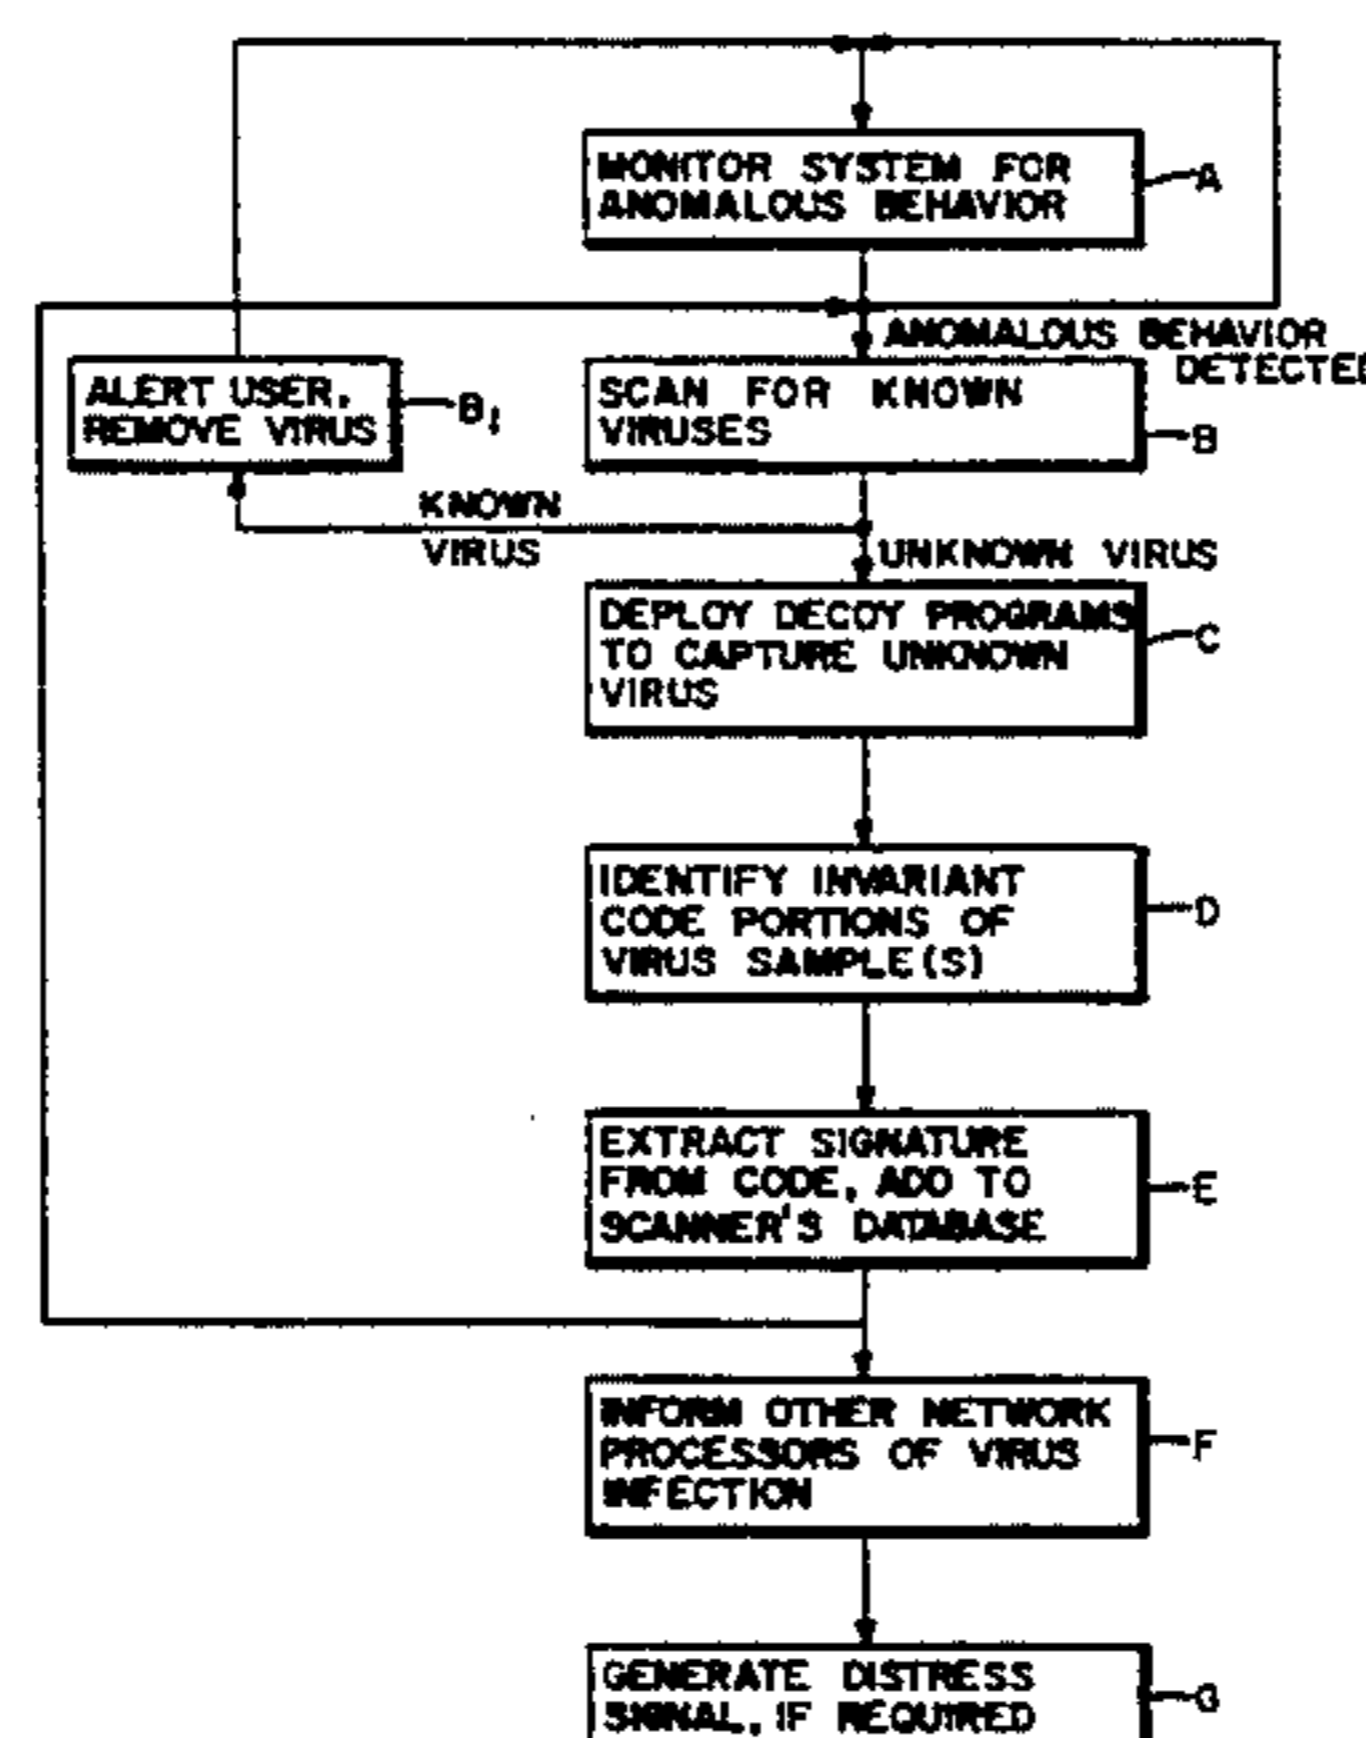 MONITOR SYSTEM FOR
ANOMALOUS BEHAVIOR
A
ANOMALOUS BEHAVIOR
DETECTED
ALERT USER,
REMOVE VIRUS
B1
SCAN FOR KNOWN
VIRUSES
B
KNOWN
VIRUS
UNKNOWN VIRUS
DEPLOY DECOY PROGRAMS
TO CAPTURE UNKNOWN
VIRUS
C
IDENTIFY INVARIANT
CODE PORTIONS OF
VIRUS SAMPLE(S)
D
EXTRACT SIGNATURE
FROM CODE, ADD TO
SCANNER'S DATABASE
E
INFORM OTHER NETWORK
PROCESSORS OF VIRUS
INFECTION
F
GENERATE DISTRESS
SIGNAL, IF REQUIRED
G